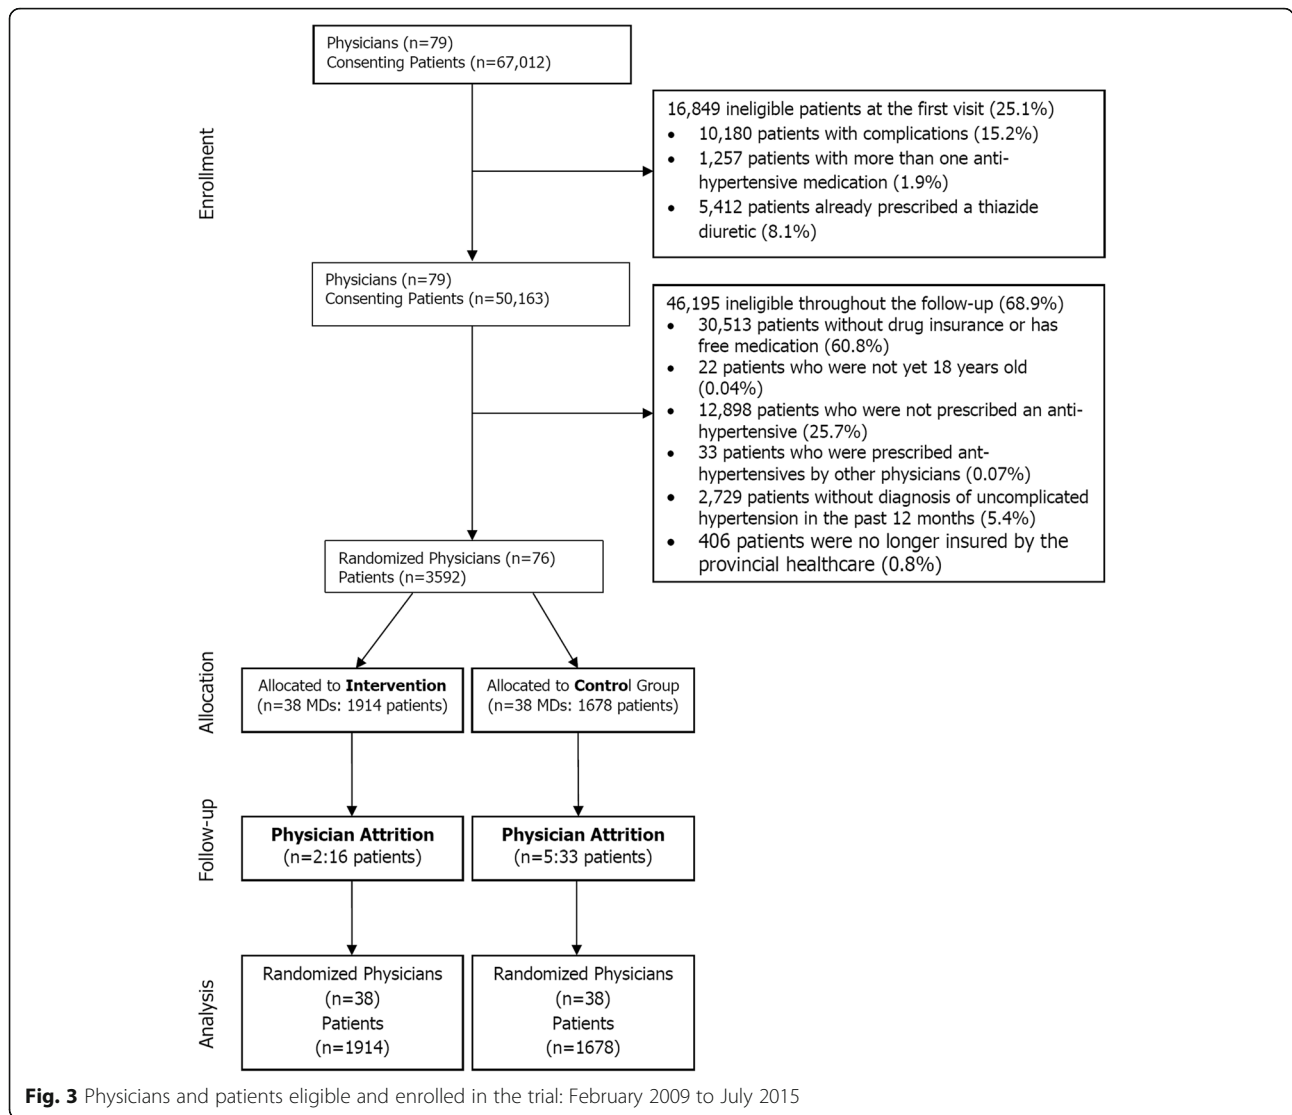 Physicians (n=79)
Consenting Patients (n=67,012)
Enrollment
16,849 ineligible patients at the first visit (25.1%)
• 10,180 patients with complications (15.2%)
• 1,257 patients with more than one anti-
hypertensive medication (1.9%)
• 5,412 patients already prescribed a thiazide
diuretic (8.1%)
Physicians (n=79)
Consenting Patients (n=50,163)
46,195 ineligible throughout the follow-up (68.9%)
• 30,513 patients without drug insurance or has
free medication (60.8%)
• 22 patients who were not yet 18 years old
(0.04%)
• 12,898 patients who were not prescribed an anti-
hypertensive (25.7%)
• 33 patients who were prescribed ant-
hypertensives by other physicians (0.07%)
• 2,729 patients without diagnosis of uncomplicated
hypertension in the past 12 months (5.4%)
• 406 patients were no longer insured by the
provincial healthcare (0.8%)
Randomized Physicians (n=76)
Patients (n=3592)
Allocation
Allocated to Intervention
(n=38 MDs: 1914 patients)
Allocated to Control Group
(n=38 MDs: 1678 patients)
Follow-up
Physician Attrition
(n=2:16 patients)
Physician Attrition
(n=5:33 patients)
Analysis
Randomized Physicians
(n=38)
Patients
(n=1914)
Randomized Physicians
(n=38)
Patients
(n=1678)
Fig. 3 Physicians and patients eligible and enrolled in the trial: February 2009 to July 2015